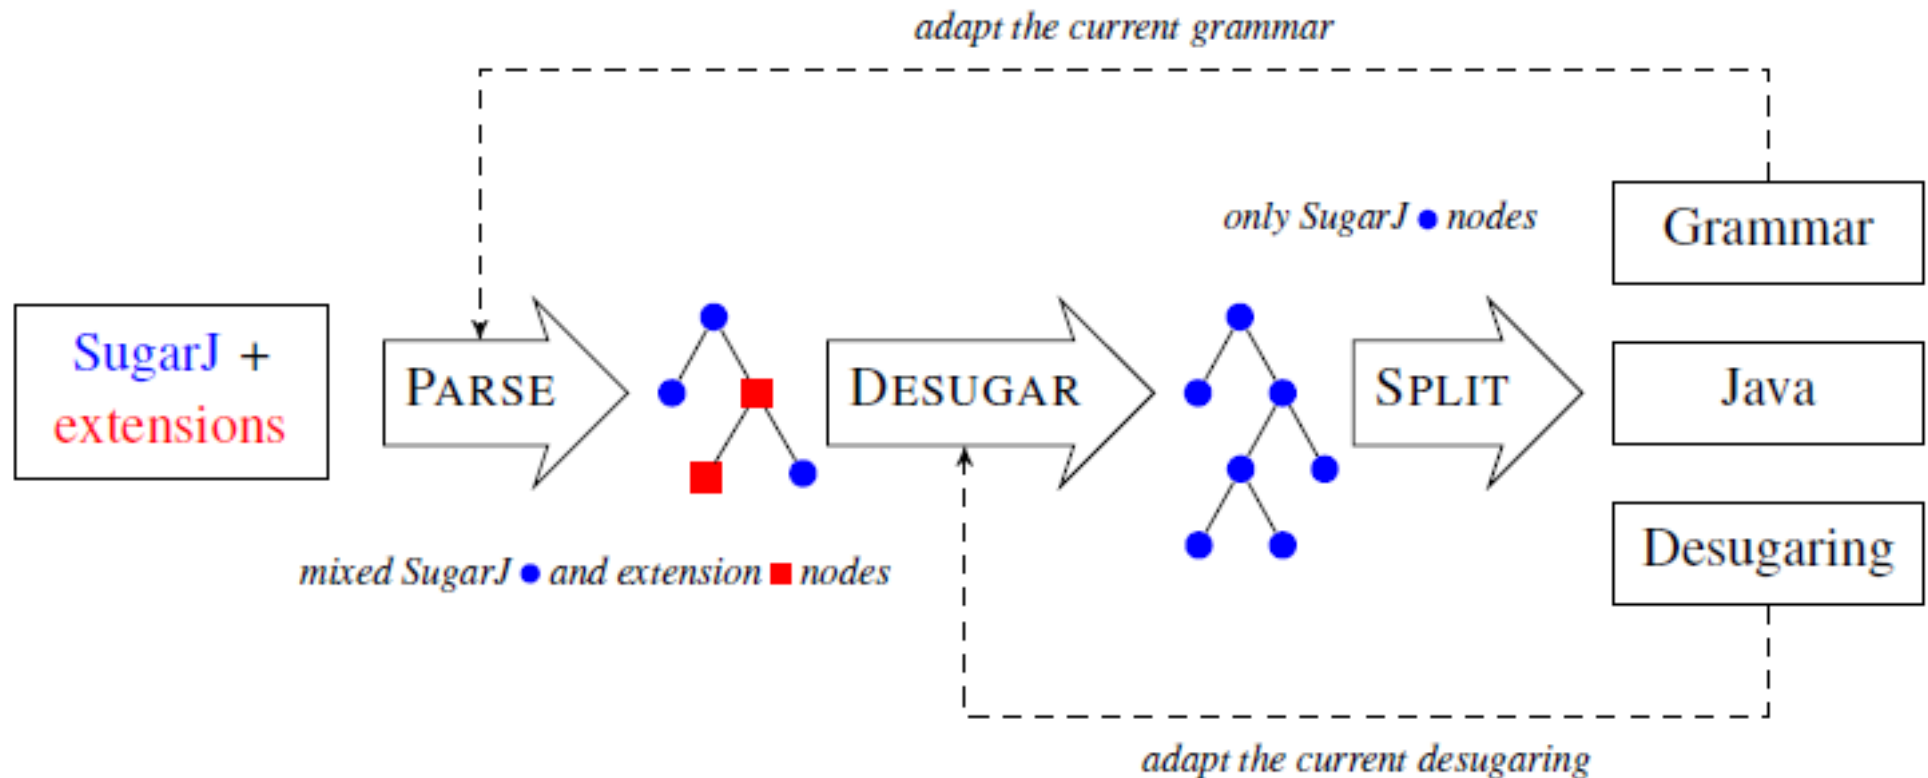 adapt the current grammar
only SugarJ nodes
Grammar
SugarJ +
extensions
PARSE
DESUGAR
SPLIT
Java
Desugaring
mixed SugarJ and extension nodes
adapt the current desugaring